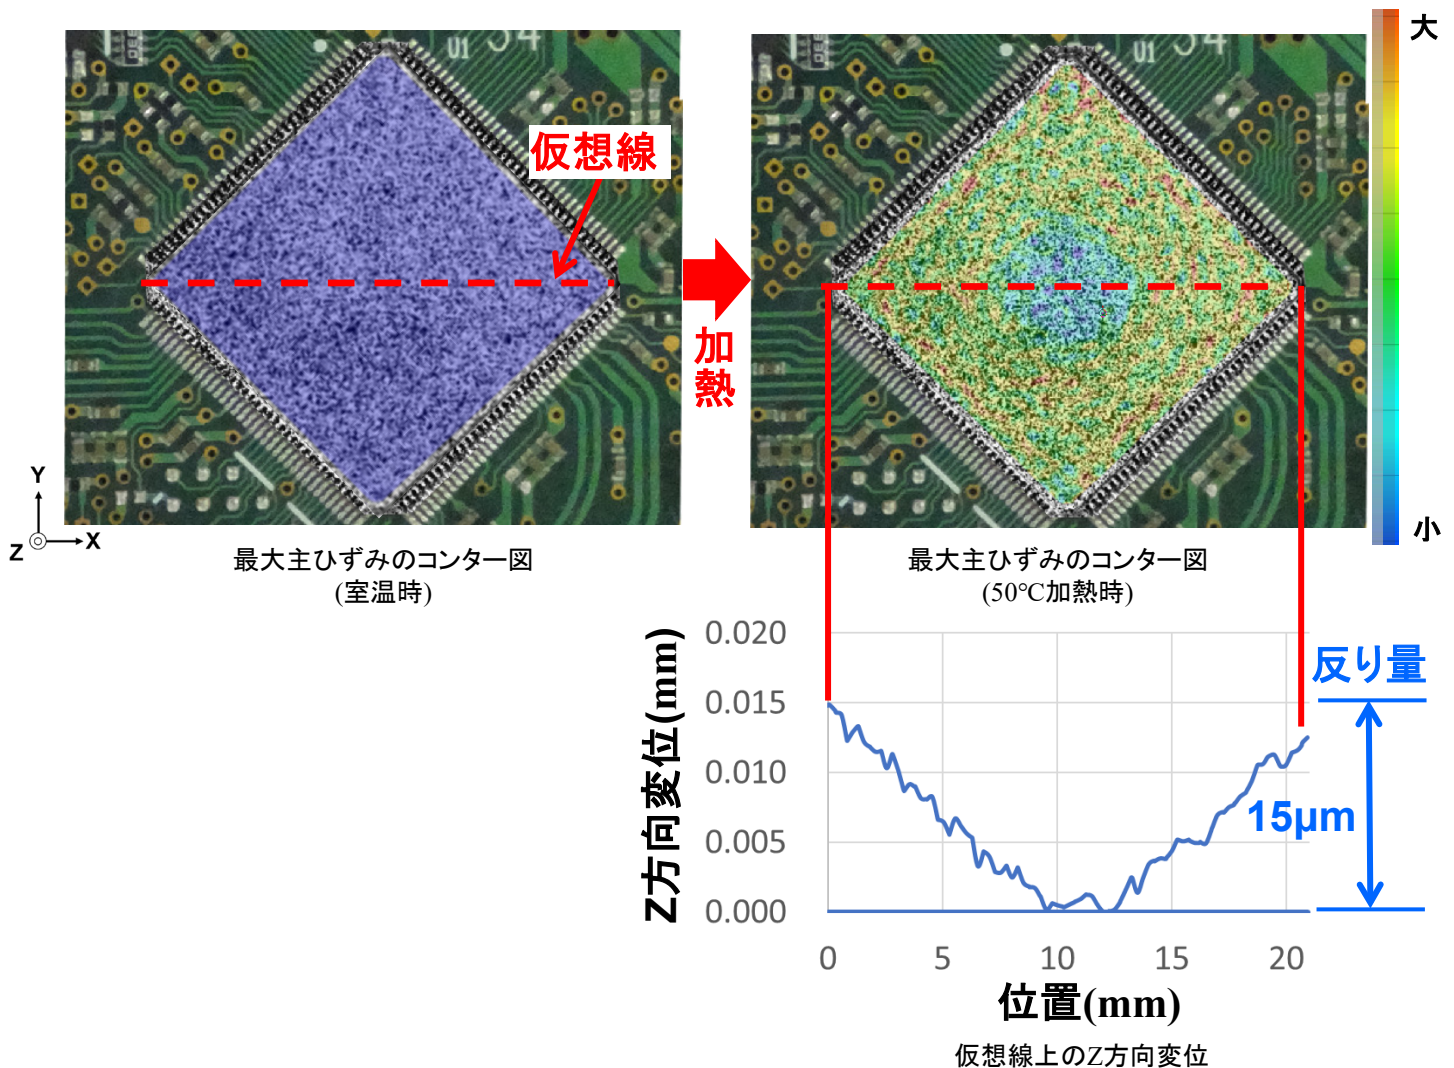 U1
34
U1
34
大
仮想線
加
熱
小
Y
Z
X
最大主ひずみのコンター図
(室温時)
最大主ひずみのコンター図
(50℃加熱時)
Z方向変位(mm)
0.020
0.015
0.010
0.005
0.000
反り量
15μm
0 5 10 15 20
位置(mm)
仮想線上のZ方向変位